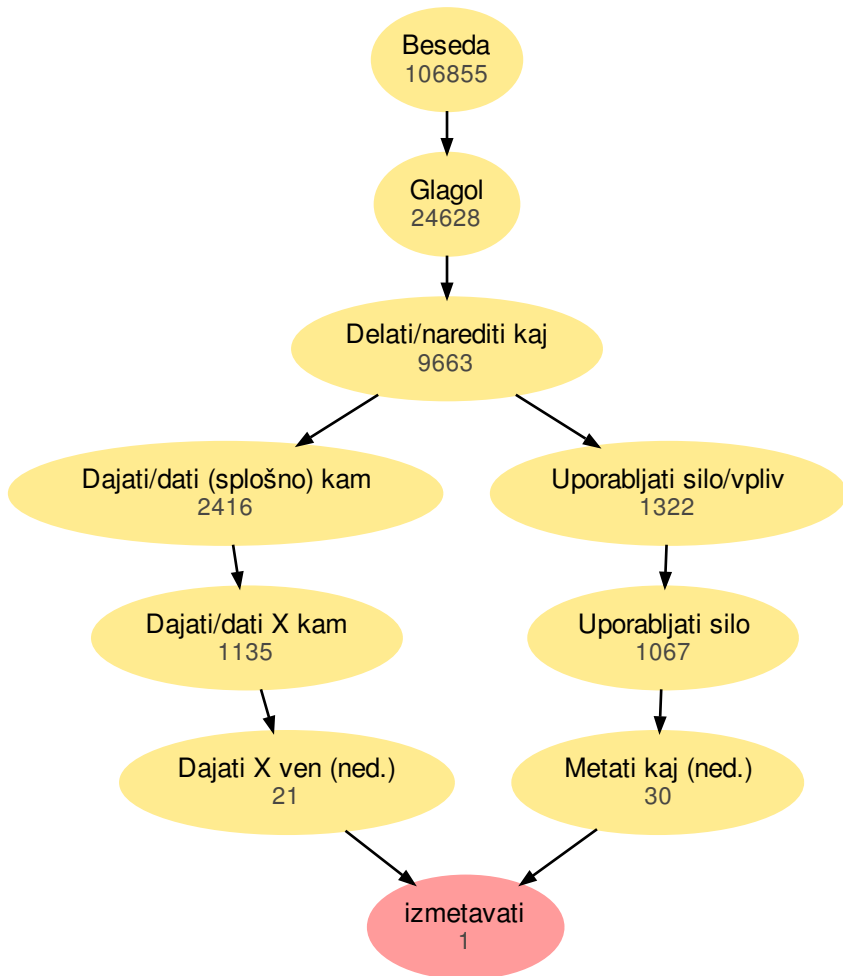 Beseda
106855
Glagol
24628
Delati/narediti kaj
9663
Dajati/dati (splošno) kam
2416
Uporabljati silo/vpliv
1322
Dajati/dati X kam
1135
Uporabljati silo
1067
Dajati X ven (ned.)
21
Metati kaj (ned.)
30
izmetavati
1